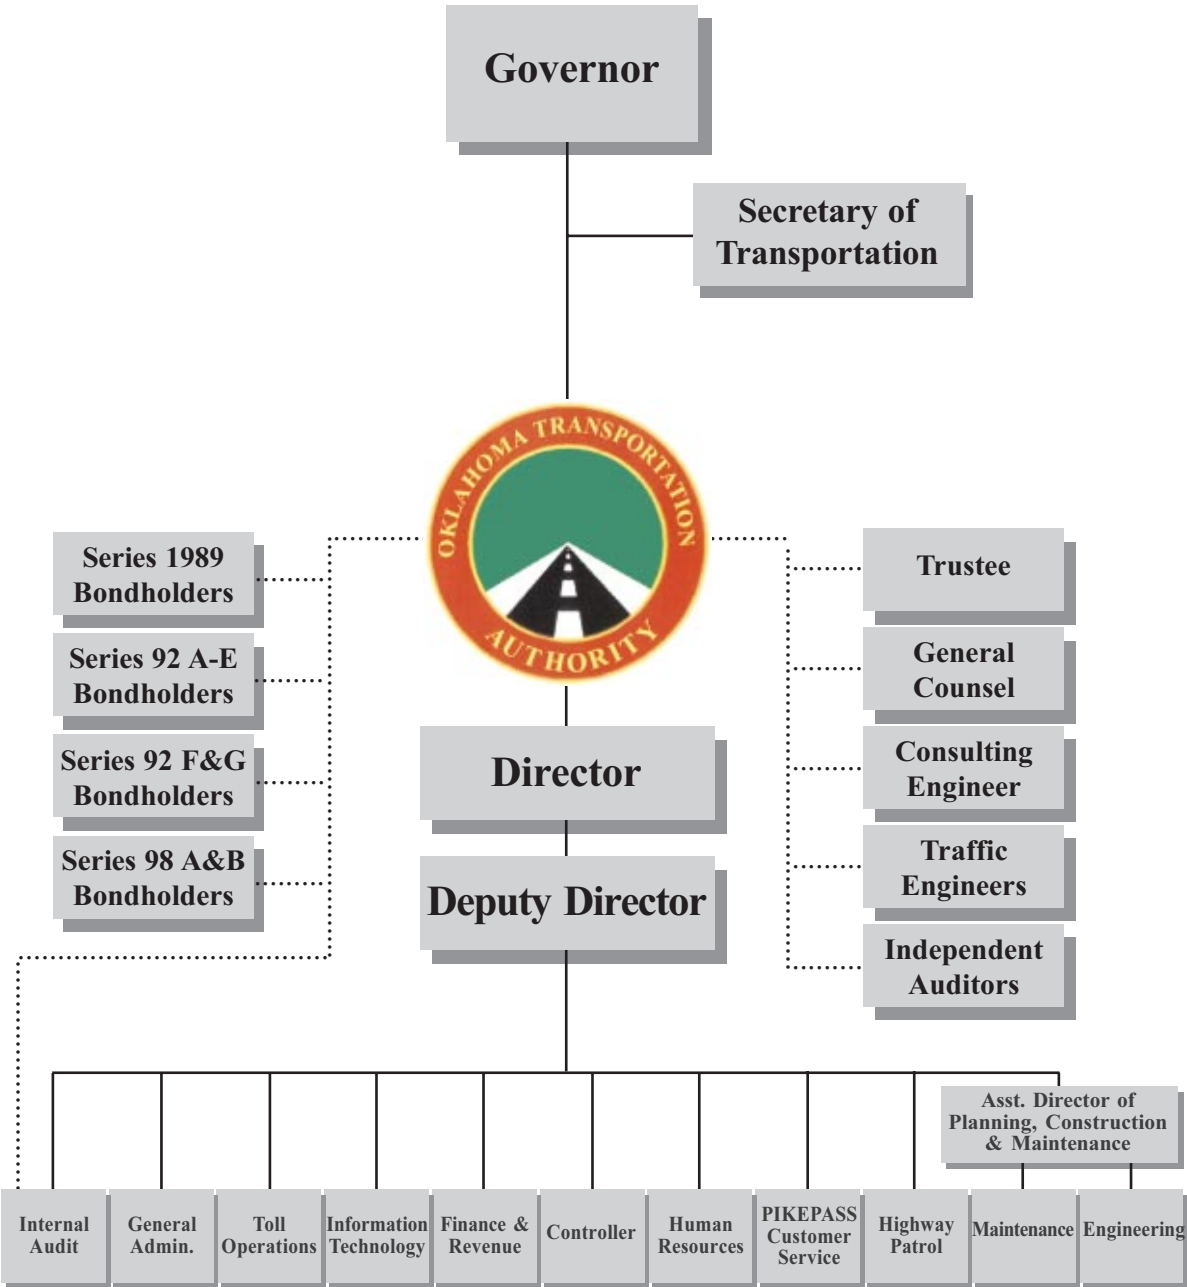 Governor
Secretary of
Transportation
OKLAHOMA TRANSPORTATION
AUTHORITY
Series 1989
Bondholders
Series 92 A-E
Bondholders
Series 92 F&G
Bondholders
Series 98 A&B
Bondholders
Trustee
General
Counsel
Consulting
Engineer
Traffic
Engineers
Independent
Auditors
Director
Deputy Director
Asst. Director of
Planning, Construction
& Maintenance
Internal
Audit
General
Admin.
Toll
Operations
Information
Technology
Finance &
Revenue
Controller
Human
Resources
PIKEPASS
Customer
Service
Highway
Patrol
Maintenance
Engineering